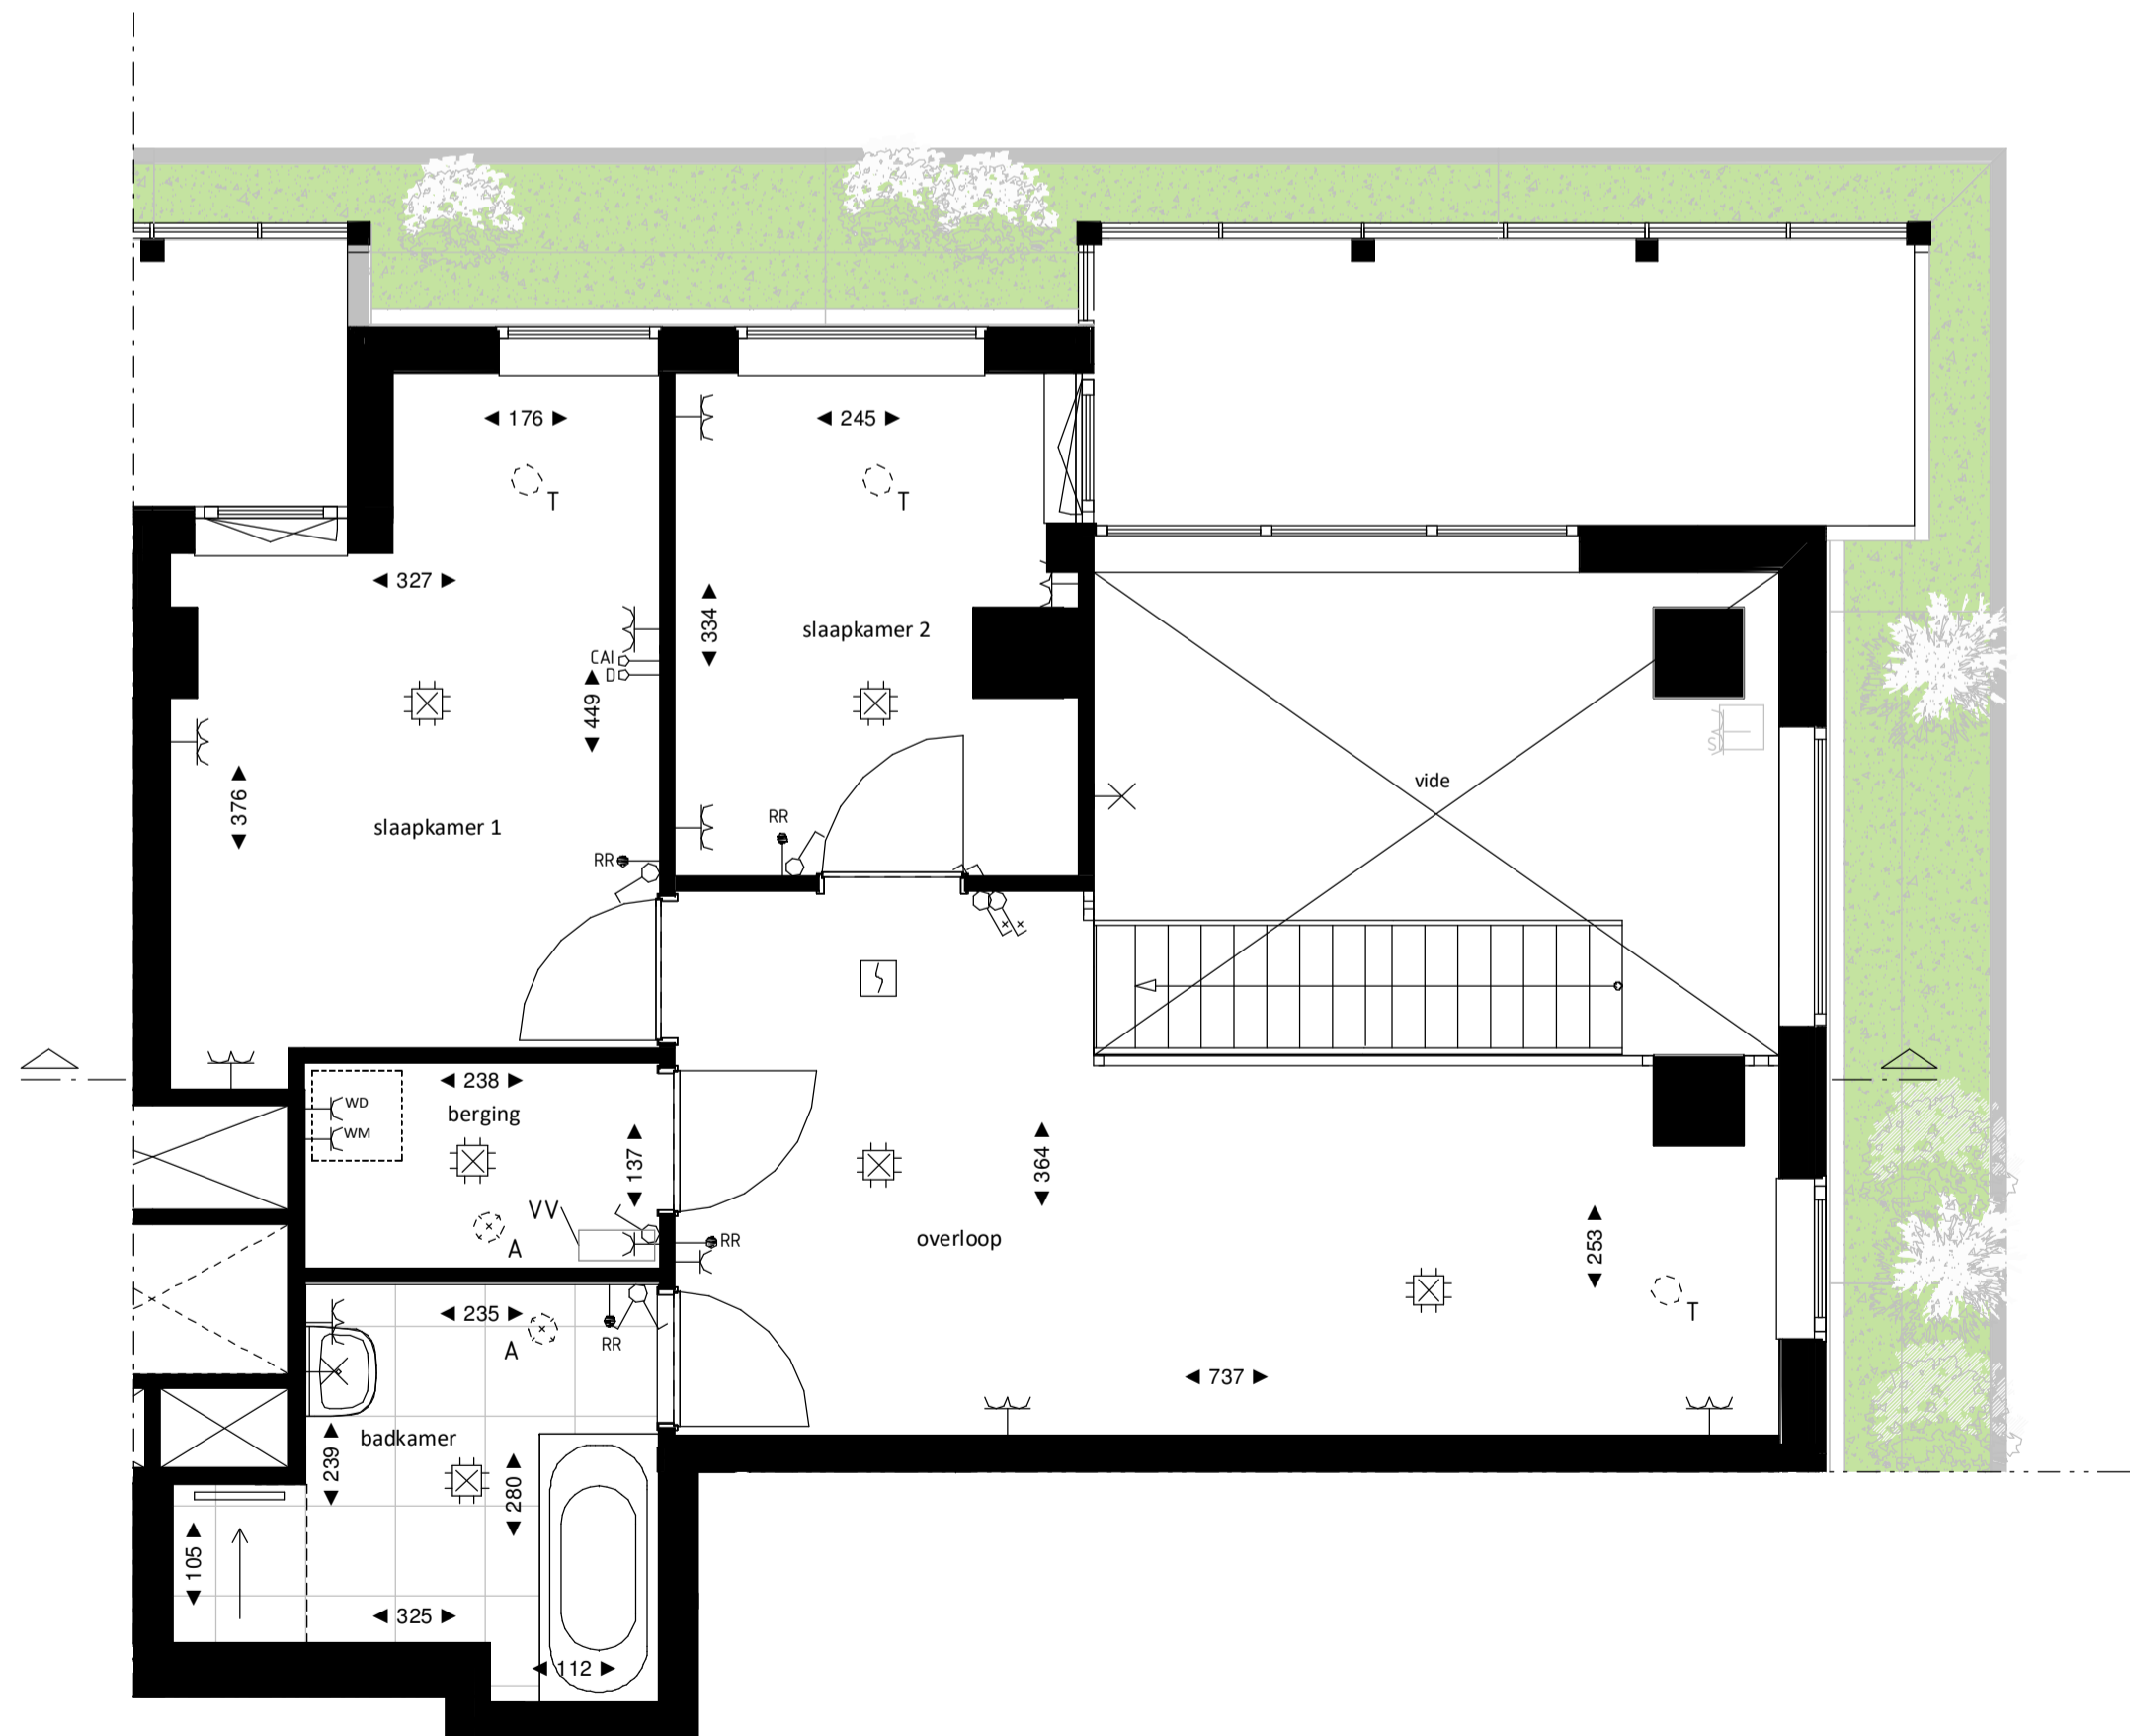 176
245
T
T
327
334
slaapkamer 2
CAI
D
449
S
vide
376
slaapkamer 1
RR
RR
238
WD
berging
WM
137
364
VV
A
RR
overloop
253
T
235
A
RR
737
badkamer
239
280
105
325
112